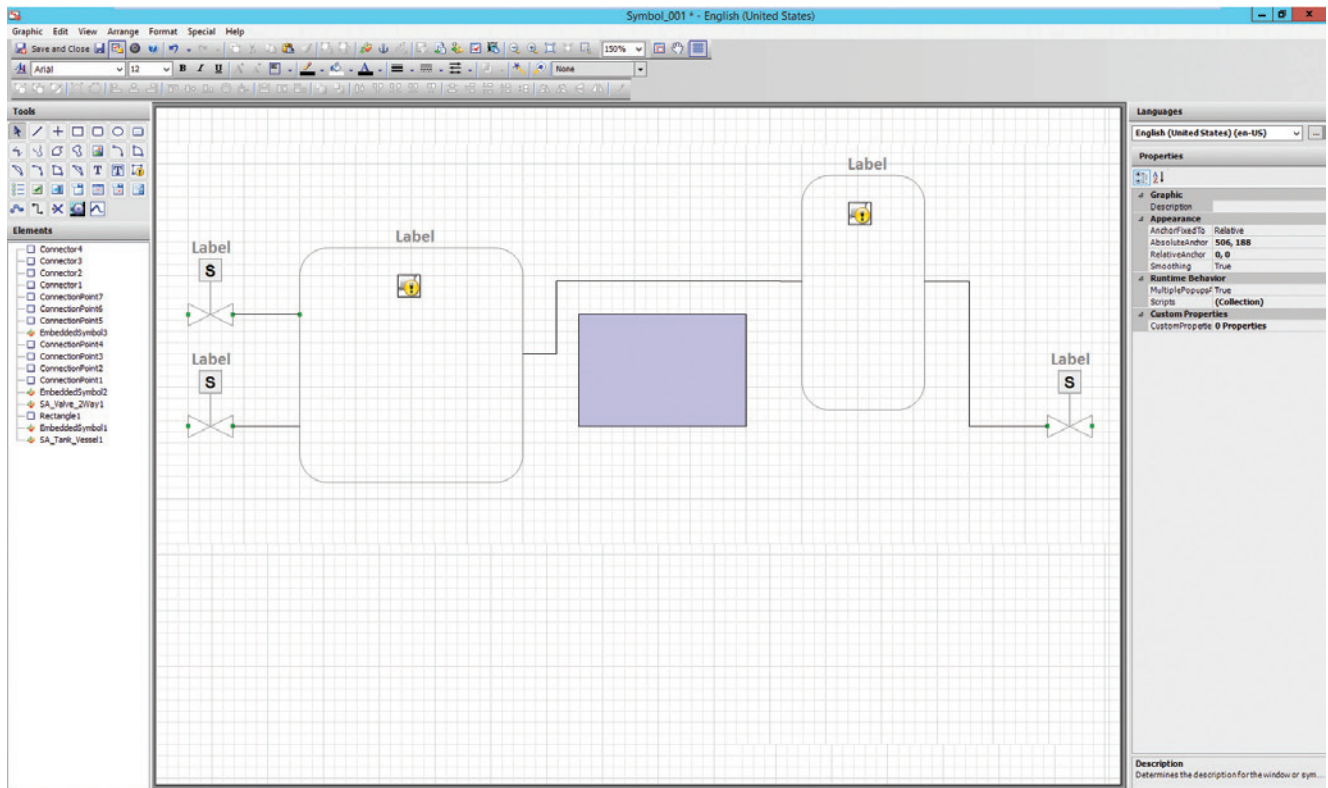 Symbol_001 * - English (United States)
Graphic Edit View Arrange Format Special Help
Save and Close 150%
Arial 12 B I U A None
Tools
T T
Elements
Connector4
Connector3
Connector2
Connector1
ConnectionPoint7
ConnectionPoint6
ConnectionPoint5
EmbeddedSymbol3
ConnectionPoint4
ConnectionPoint3
ConnectionPoint2
ConnectionPoint1
EmbeddedSymbol2
SA_Valve_2Way1
Rectangle1
EmbeddedSymbol1
SA_Tank_Vessel1
Label
Label
Label
S
Label
S
Label
S
Languages
English (United States) (en-US)
Properties
Graphic
Description
Appearance
AnchorFixedTo Relative
AbsoluteAnchor 506, 188
RelativeAnchor 0, 0
Smoothing True
Runtime Behavior
MultiplePopups True
Scripts (Collection)
Custom Properties
CustomPropertie 0 Properties
Description
Determines the description for the window or sym...